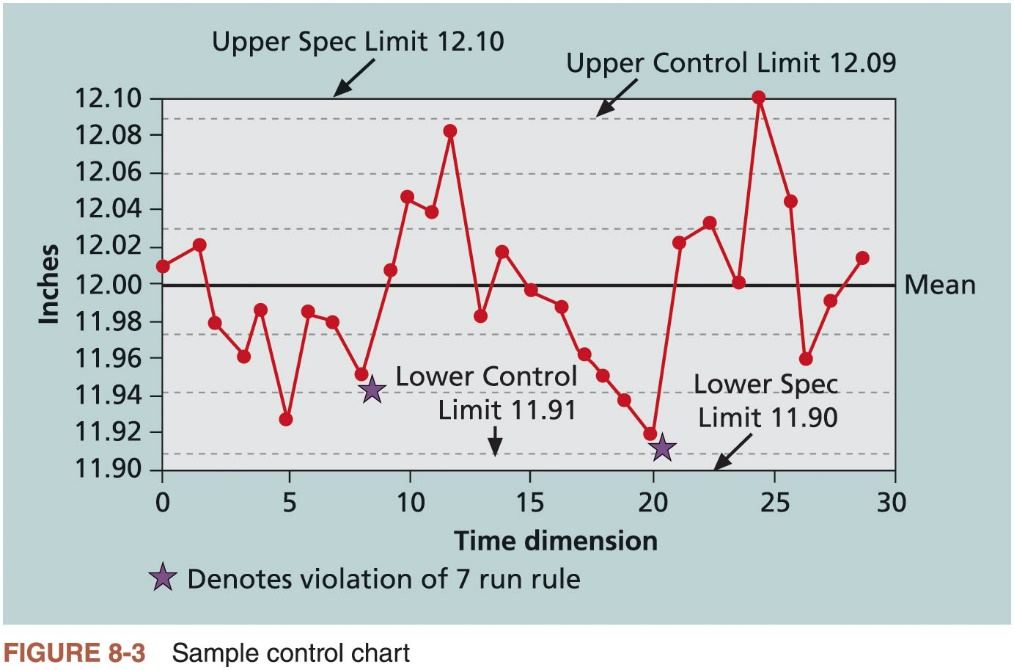 Upper Spec Limit 12.10
Upper Control Limit 12.09
12.10
12.08
12.06
12.04
12.02
12.00
11.98
11.96
11.94
11.92
11.90
Inches
Mean
Lower Control
Limit 11.91
Lower Spec
Limit 11.90
0 5 10 15 20 25 30
Time dimension
Denotes violation of 7 run rule
FIGURE 8-3 Sample control chart